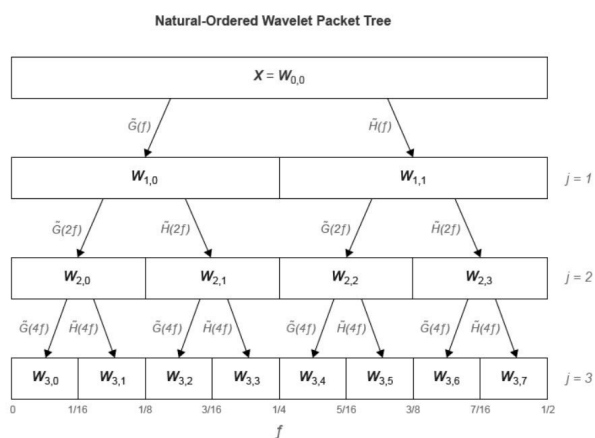 Natural-Ordered Wavelet Packet Tree
X = W0,0
G̃(f) H̃(f)
W1,0 W1,1 j = 1
G̃(2f) H̃(2f) G̃(2f) H̃(2f)
W2,0 W2,1 W2,2 W2,3 j = 2
G̃(4f) H̃(4f) G̃(4f) H̃(4f) G̃(4f) H̃(4f) G̃(4f) H̃(4f)
W3,0 W3,1 W3,2 W3,3 W3,4 W3,5 W3,6 W3,7 j = 3
0 1/16 1/8 3/16 1/4 5/16 3/8 7/16 1/2
f